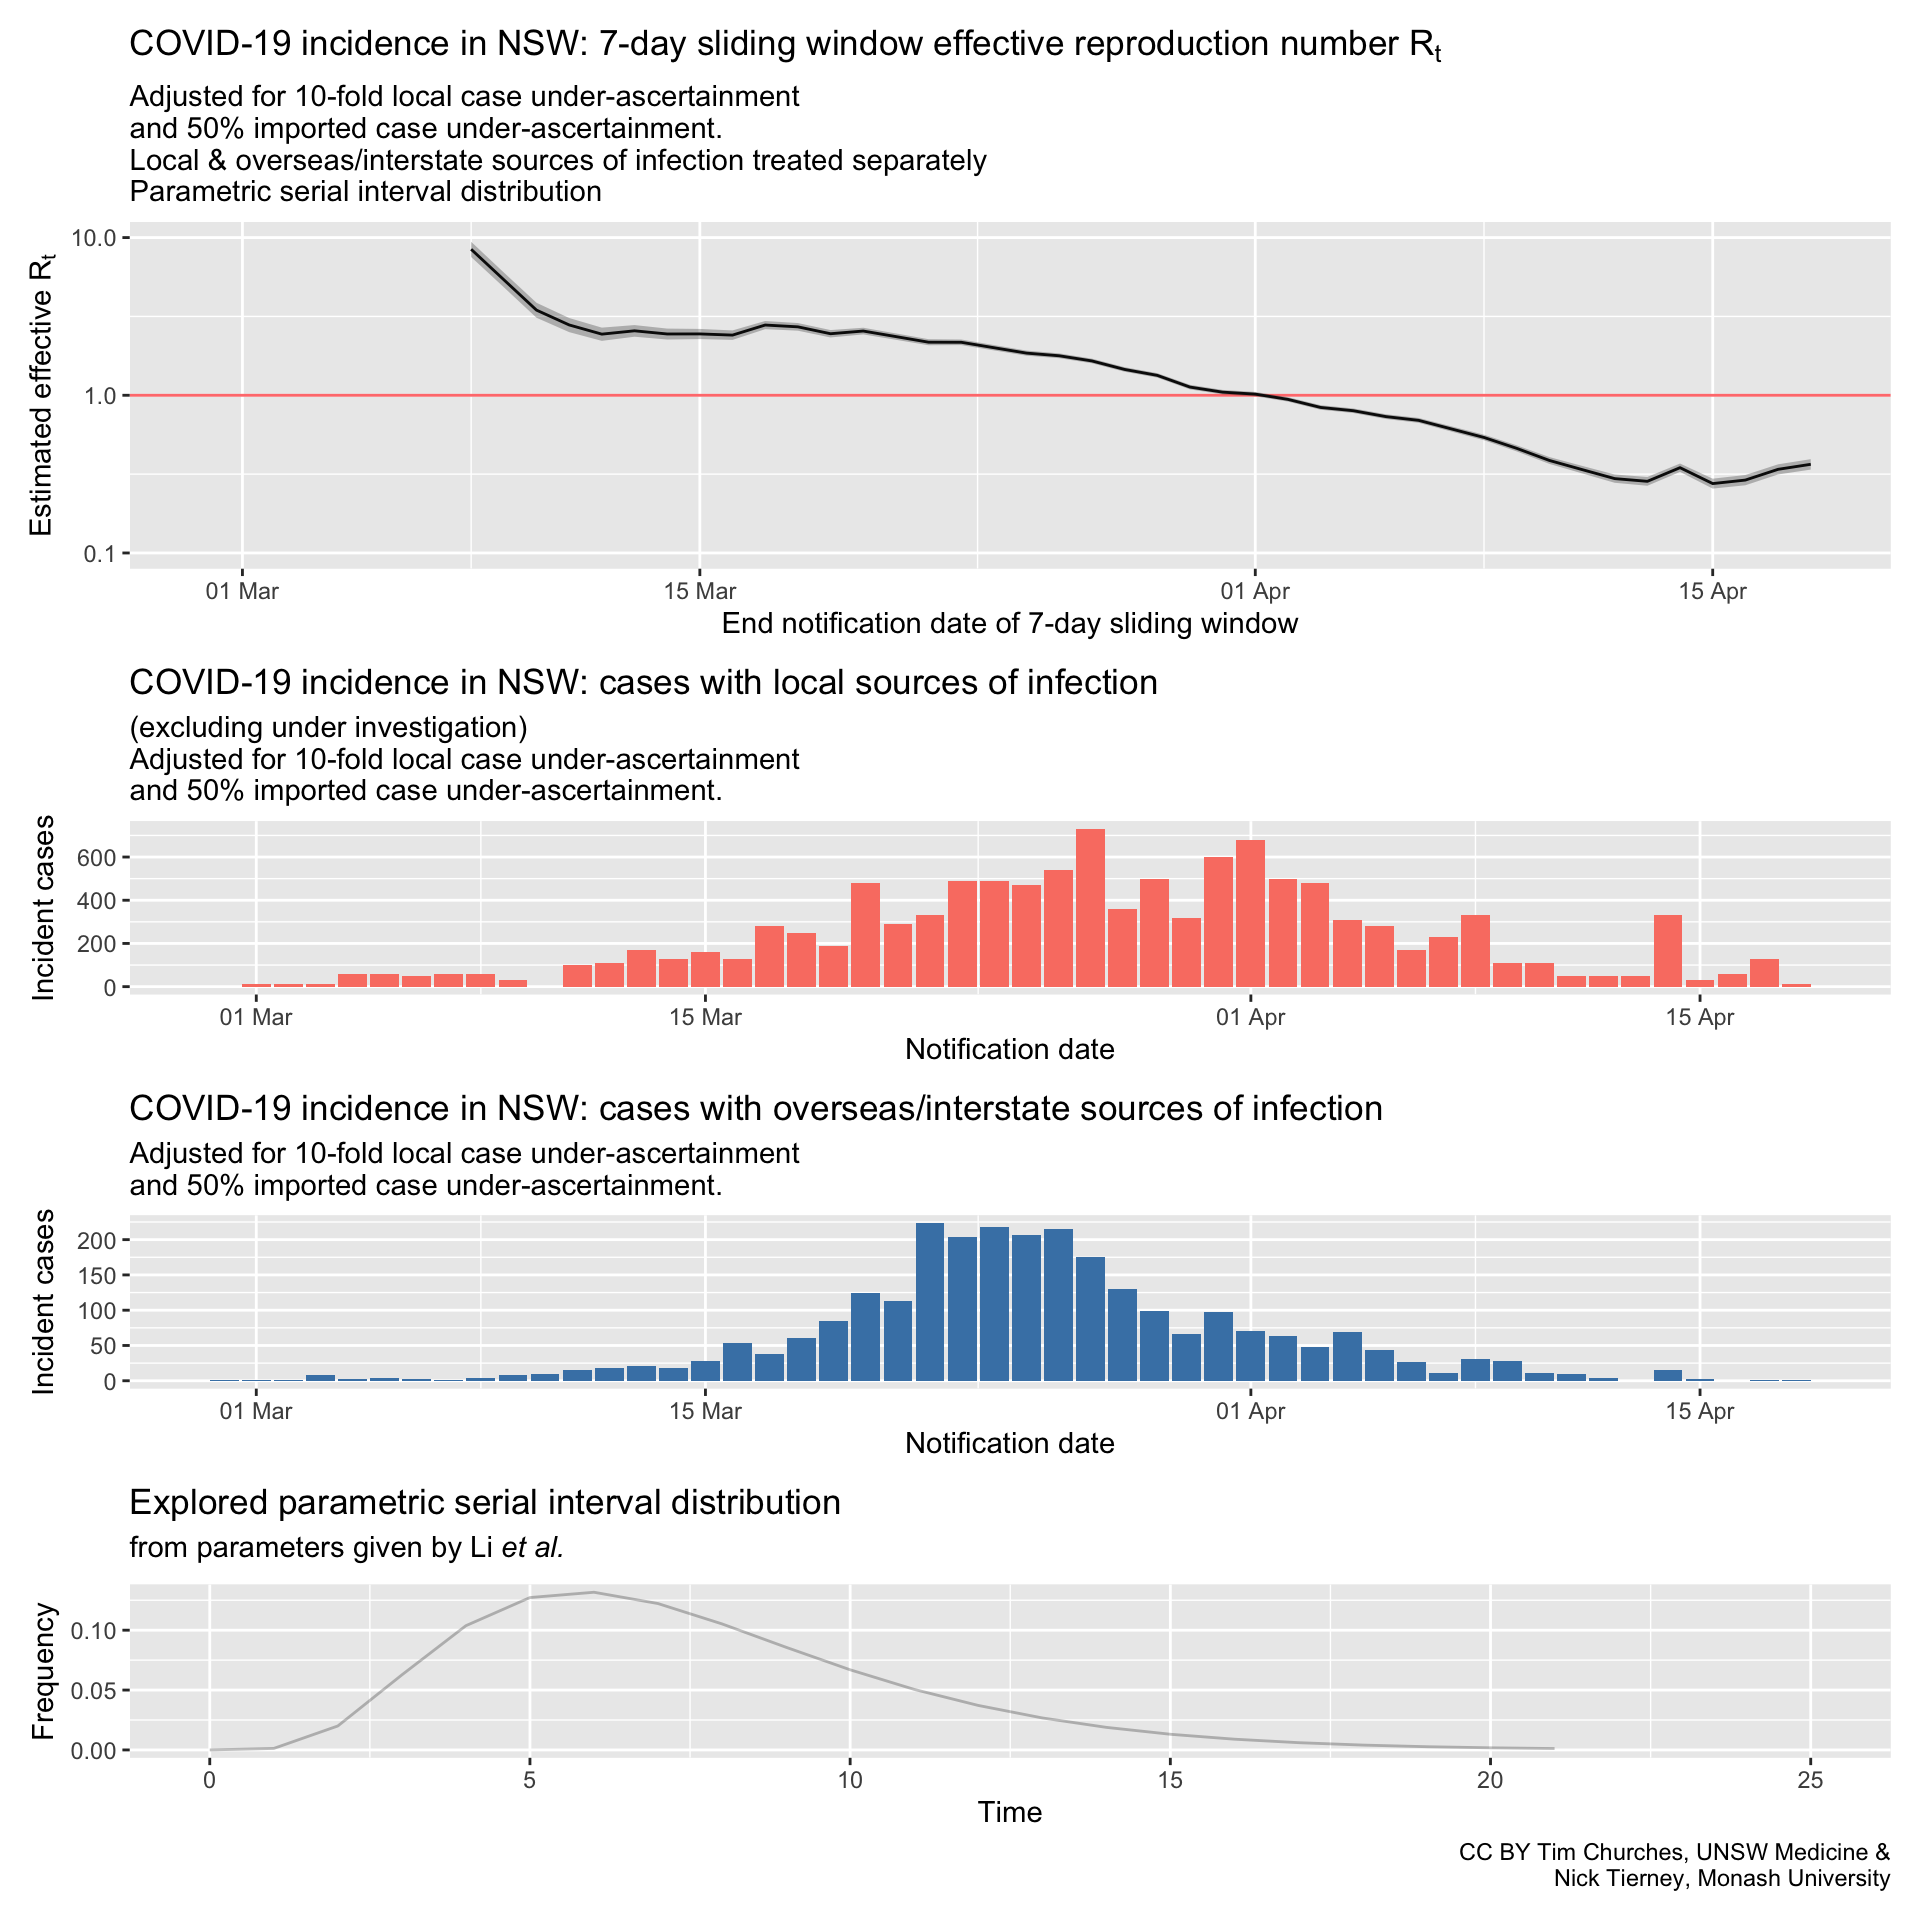 COVID-19 incidence in NSW: 7-day sliding window effective reproduction number Rt
Adjusted for 10-fold local case under-ascertainment
and 50% imported case under-ascertainment.
Local & overseas/interstate sources of infection treated separately
Parametric serial interval distribution
Estimated effective Rt
10.0
1.0
0.1
01 Mar
15 Mar
01 Apr
15 Apr
End notification date of 7-day sliding window
COVID-19 incidence in NSW: cases with local sources of infection
(excluding under investigation)
Adjusted for 10-fold local case under-ascertainment
and 50% imported case under-ascertainment.
Incident cases
600
400
200
0
01 Mar
15 Mar
01 Apr
15 Apr
Notification date
COVID-19 incidence in NSW: cases with overseas/interstate sources of infection
Adjusted for 10-fold local case under-ascertainment
and 50% imported case under-ascertainment.
Incident cases
200
150
100
50
0
01 Mar
15 Mar
01 Apr
15 Apr
Notification date
Explored parametric serial interval distribution
from parameters given by Li et al.
Frequency
0.10
0.05
0.00
0
5
10
15
20
25
Time
CC BY Tim Churches, UNSW Medicine &
Nick Tierney, Monash University